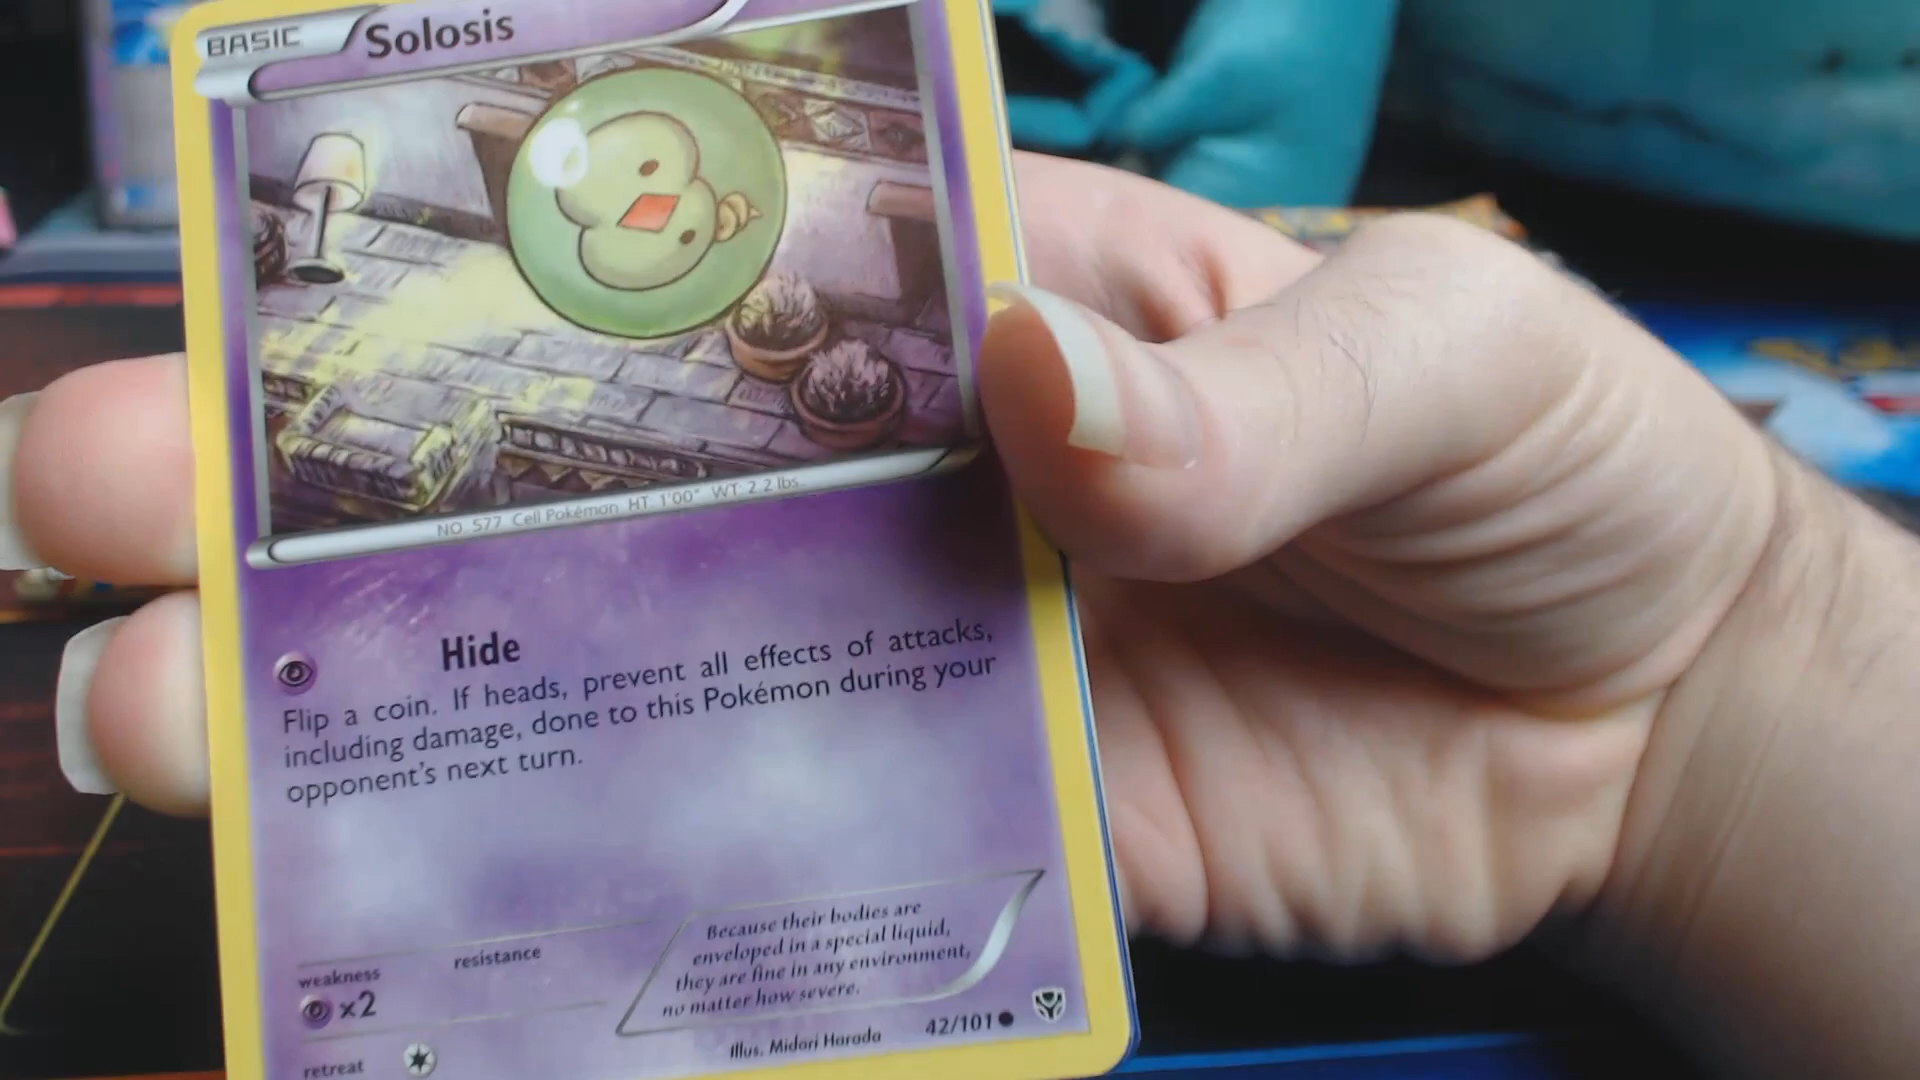 BASIC Solosis
NO. 577 Cell Pokémon HT: 1'00" WT: 2.2 lbs.
Hide
Flip a coin. If heads, prevent all effects of attacks,
including damage, done to this Pokémon during your
opponent's next turn.
weakness resistance
x2
retreat
Because their bodies are
enveloped in a special liquid,
they are fine in any environment,
no matter how severe.
Illus. Midori Harada 42/101